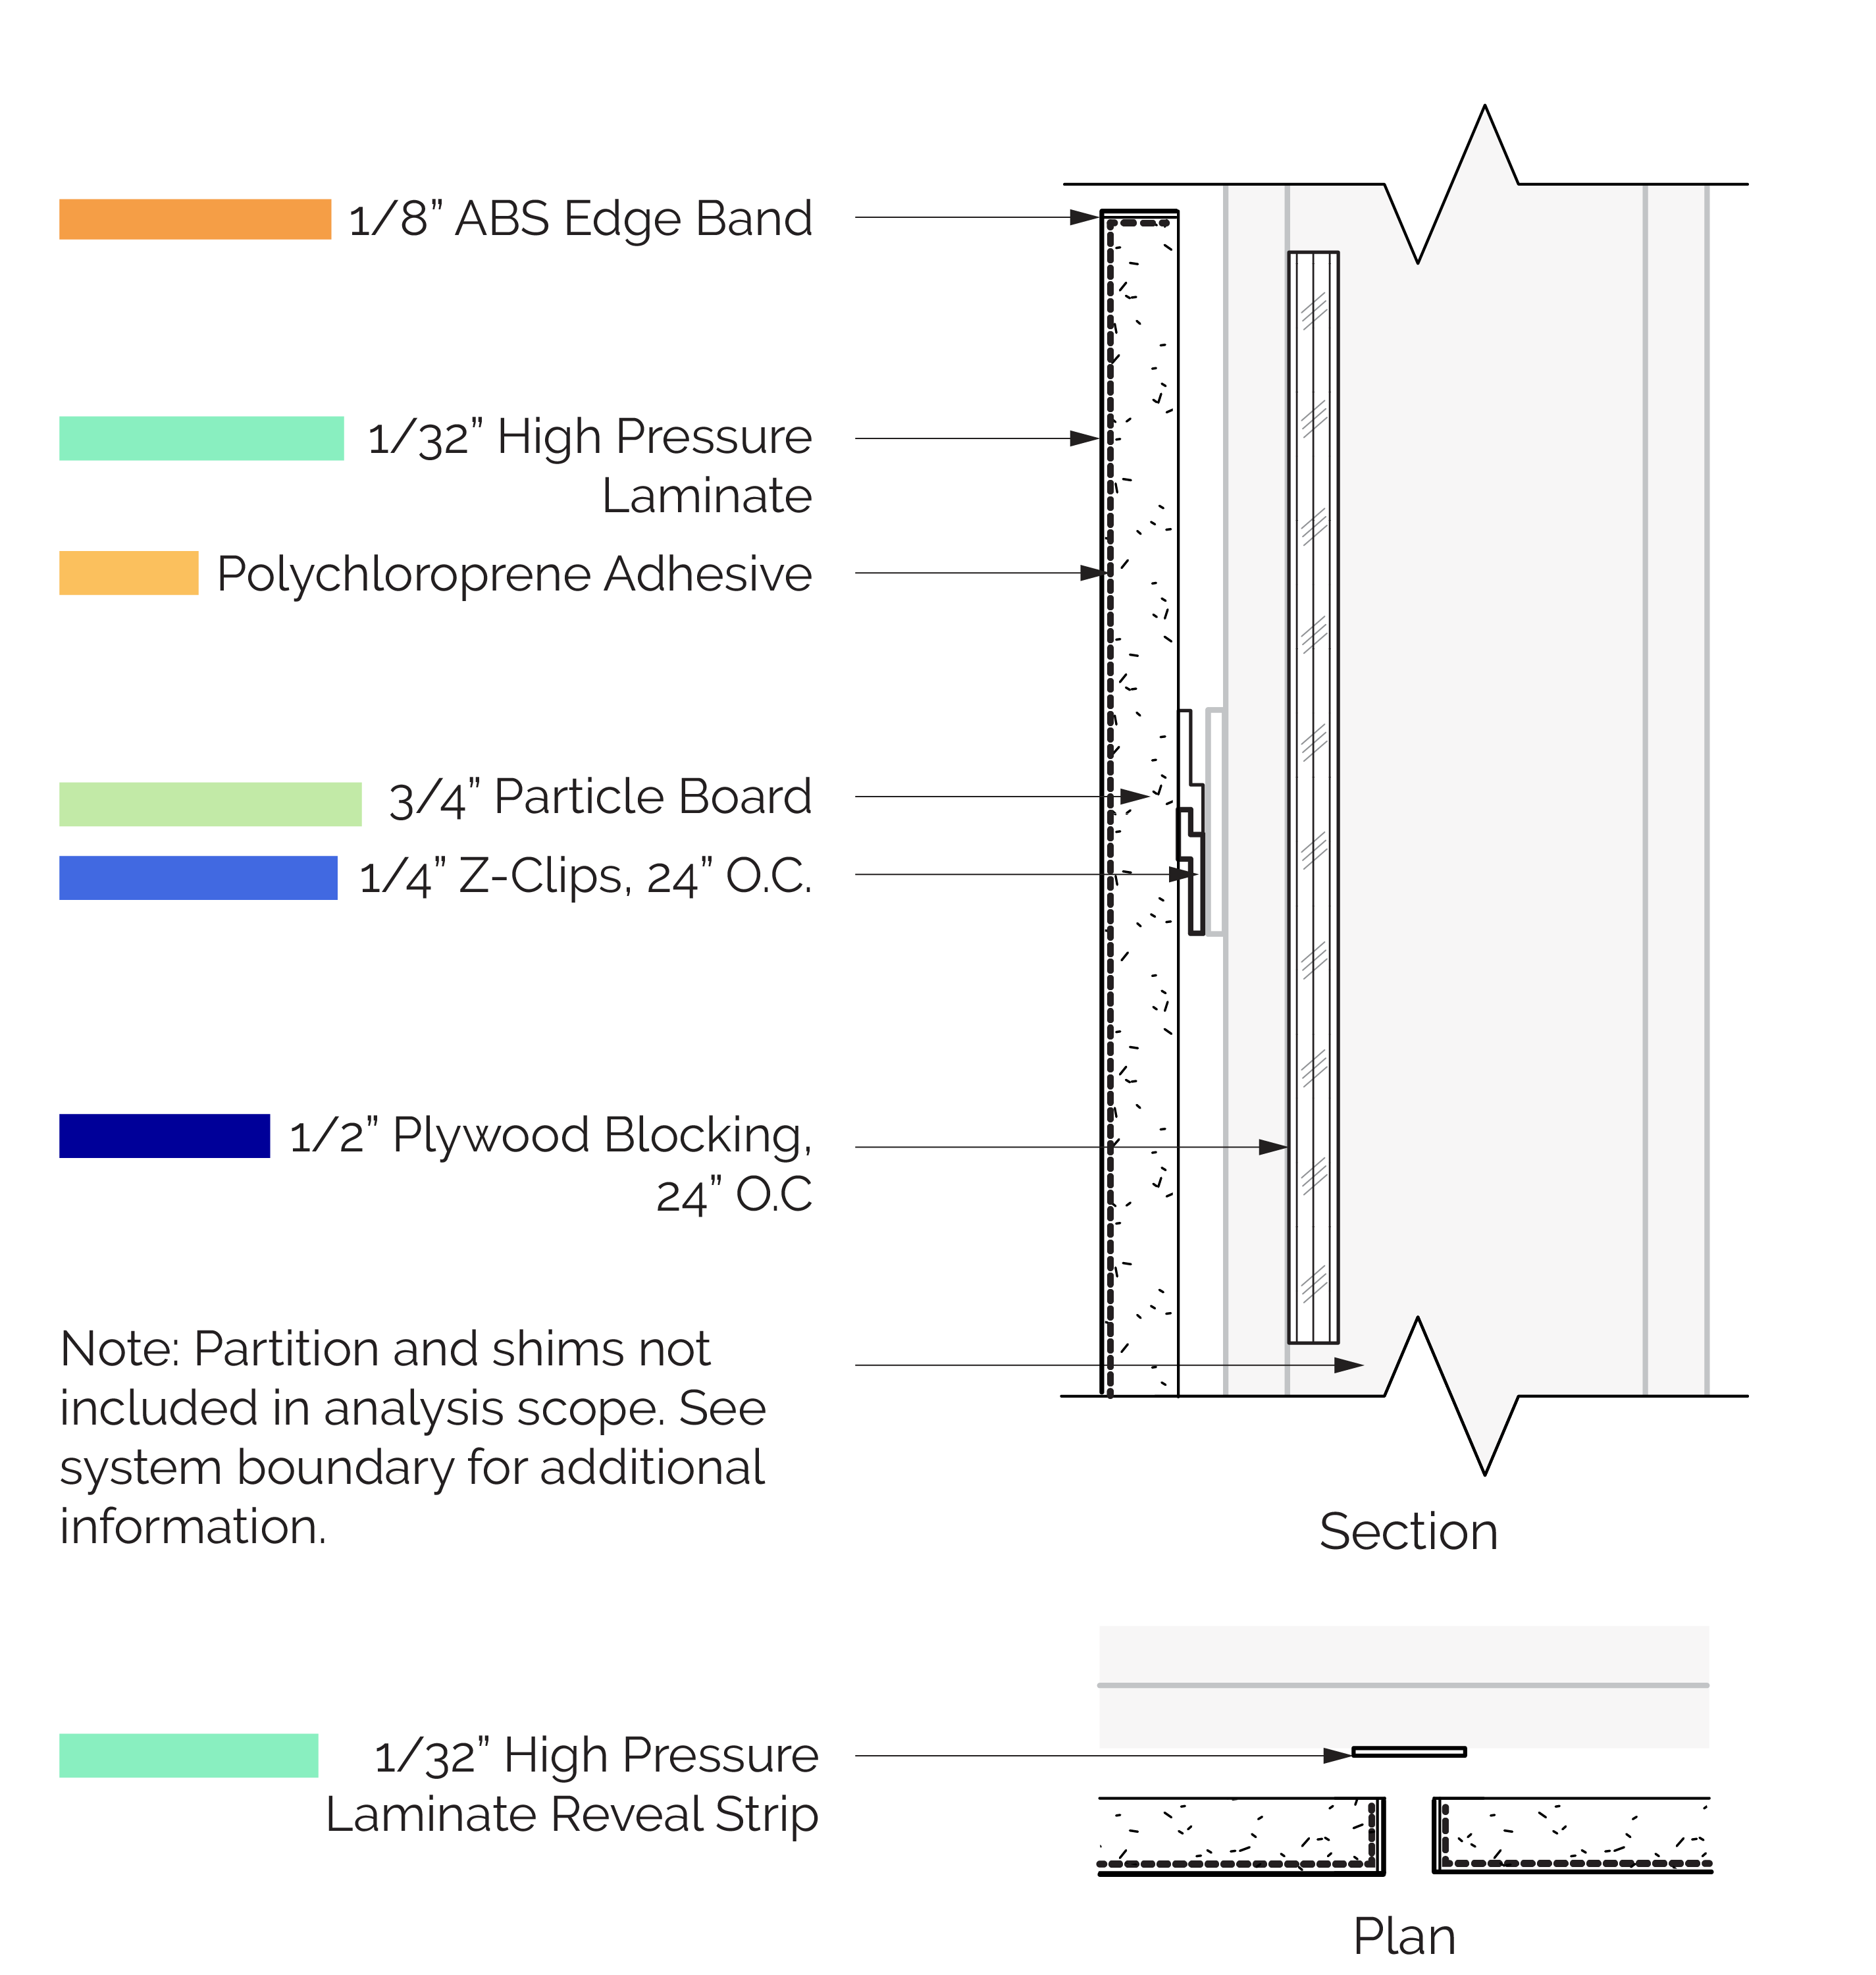 1/8” ABS Edge Band
1/32” High Pressure
Laminate
Polychloroprene Adhesive
3/4” Particle Board
1/4” Z-Clips, 24” O.C.
1/2” Plywood Blocking,
24” O.C
Note: Partition and shims not
included in analysis scope. See
system boundary for additional
information.
Section
1/32” High Pressure
Laminate Reveal Strip
Plan